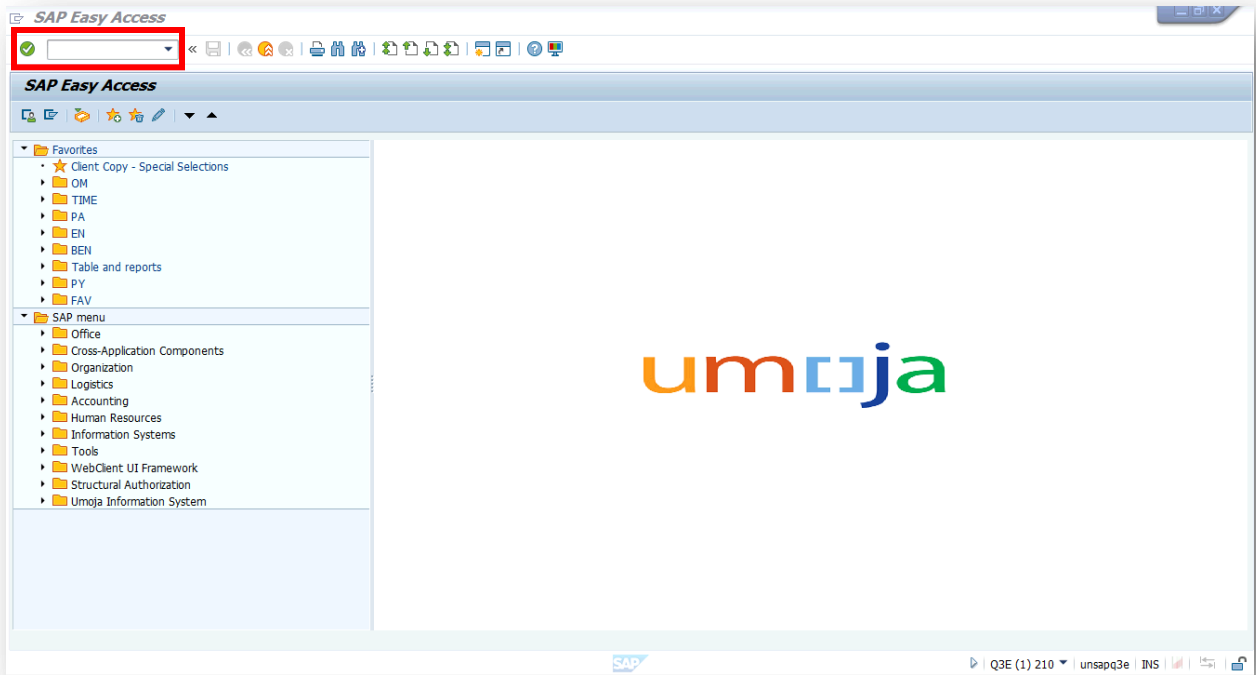 SAP Easy Access
SAP Easy Access
Favorites
Client Copy - Special Selections
OM
TIME
PA
EN
BEN
Table and reports
PY
FAV
SAP menu
Office
Cross-Application Components
Organization
Logistics
Accounting
Human Resources
Information Systems
Tools
WebClient UI Framework
Structural Authorization
Umoja Information System
umoja
SAP
Q3E (1) 210 unsapq3e INS